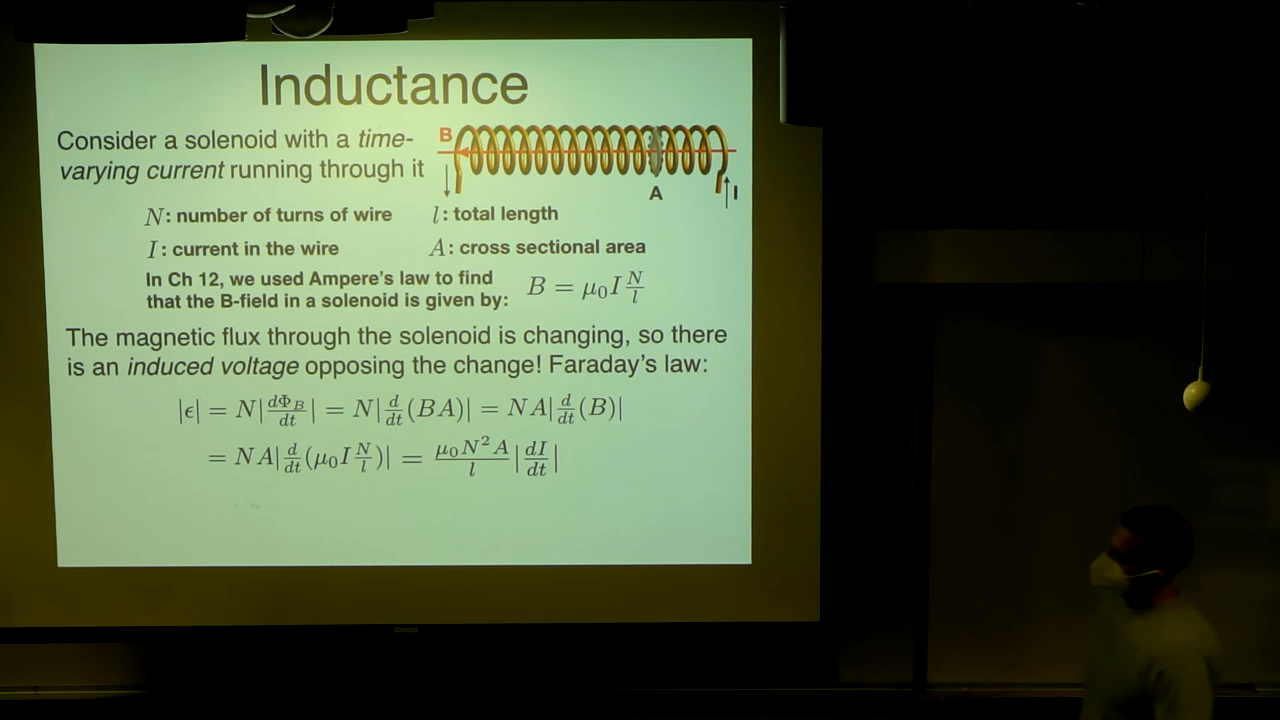 Inductance
Consider a solenoid with a time-
varying current running through it
B
A
I
N: number of turns of wire
l: total length
I: current in the wire
A: cross sectional area
In Ch 12, we used Ampere's law to find
that the B-field in a solenoid is given by:
B = μ₀I N/l
The magnetic flux through the solenoid is changing, so there
is an induced voltage opposing the change! Faraday's law:
|ϵ| = N|dΦ_B/dt| = N|d/dt(BA)| = NA|d/dt(B)|
= NA|d/dt(μ₀I N/l)| = μ₀N²A/l |dI/dt|